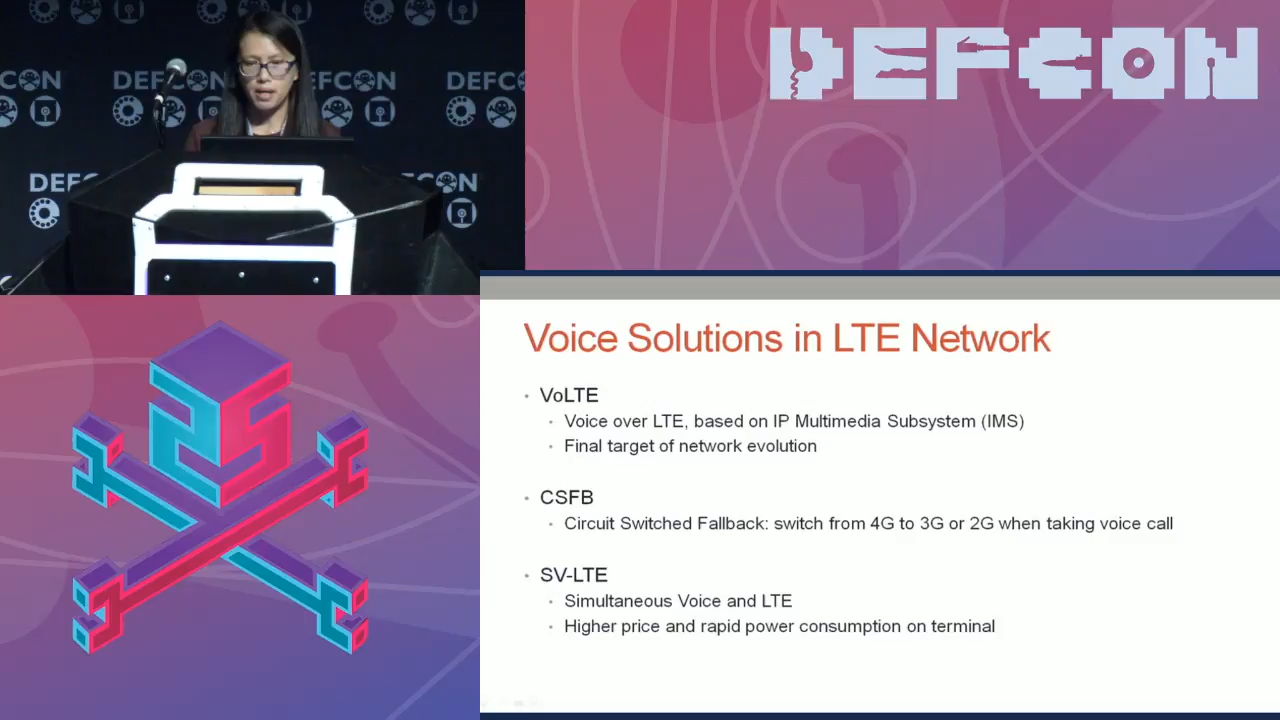 DEFCON
DEFCON
DEFCON
Voice Solutions in LTE Network
VoLTE
Voice over LTE, based on IP Multimedia Subsystem (IMS)
Final target of network evolution
CSFB
Circuit Switched Fallback: switch from 4G to 3G or 2G when taking voice call
SV-LTE
Simultaneous Voice and LTE
Higher price and rapid power consumption on terminal